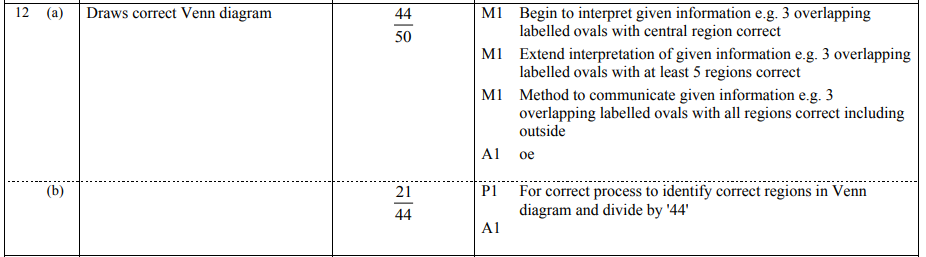 12 (a) Draws correct Venn diagram 44/50 M1 Begin to interpret given information e.g. 3 overlapping
labelled ovals with central region correct
M1 Extend interpretation of given information e.g. 3 overlapping
labelled ovals with at least 5 regions correct
M1 Method to communicate given information e.g. 3
overlapping labelled ovals with all regions correct including
outside
A1 oe
(b) 21/44 P1 For correct process to identify correct regions in Venn
diagram and divide by '44'
A1